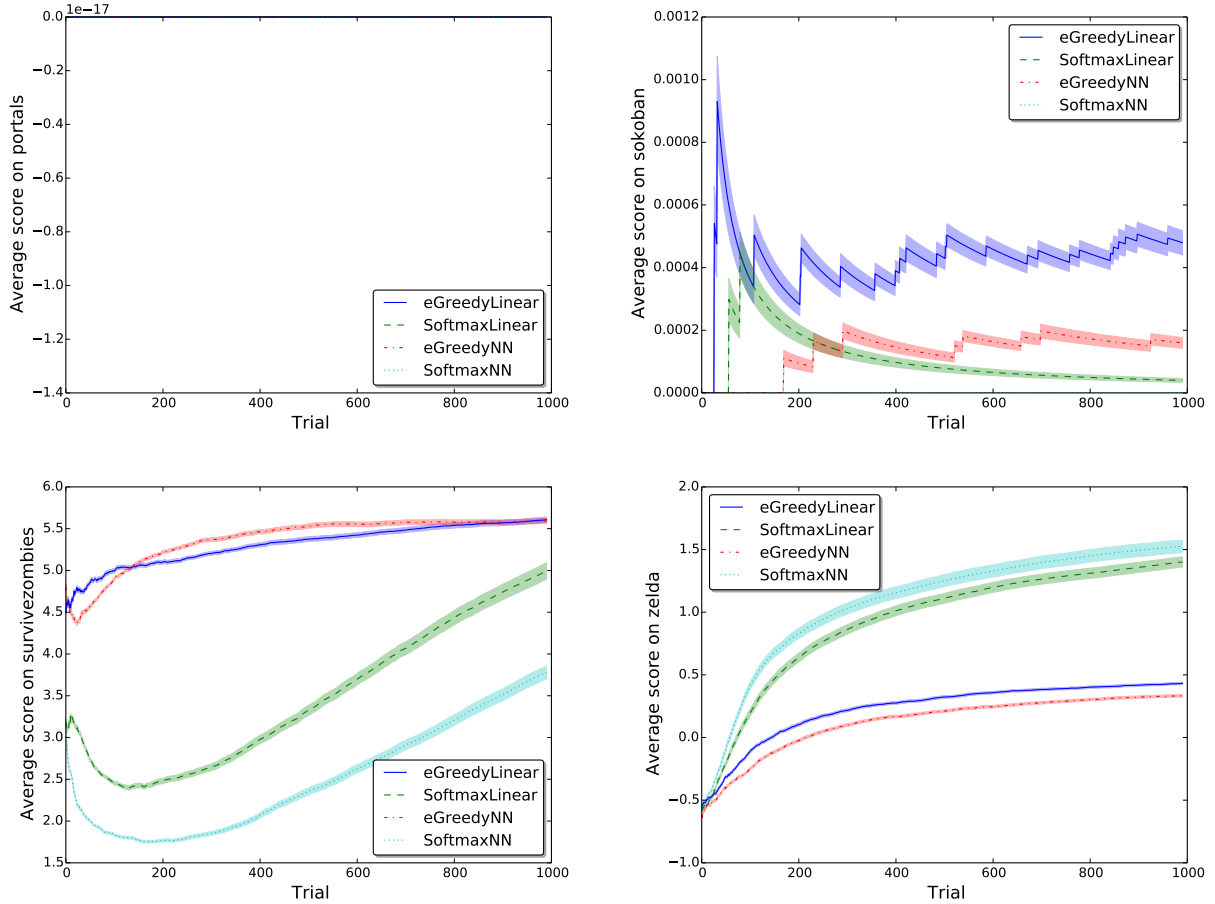 1e−17
0.0
−0.2
−0.4
−0.6
−0.8
−1.0
−1.2
−1.4
0 200 400 600 800 1000
Trial
Average score on portals
eGreedyLinear
SoftmaxLinear
eGreedyNN
SoftmaxNN
0.0012
0.0010
0.0008
0.0006
0.0004
0.0002
0.0000
0 200 400 600 800 1000
Trial
Average score on sokoban
eGreedyLinear
SoftmaxLinear
eGreedyNN
SoftmaxNN
6.0
5.5
5.0
4.5
4.0
3.5
3.0
2.5
2.0
1.5
0 200 400 600 800 1000
Trial
Average score on survivezombies
eGreedyLinear
SoftmaxLinear
eGreedyNN
SoftmaxNN
2.0
1.5
1.0
0.5
0.0
−0.5
−1.0
0 200 400 600 800 1000
Trial
Average score on zelda
eGreedyLinear
SoftmaxLinear
eGreedyNN
SoftmaxNN